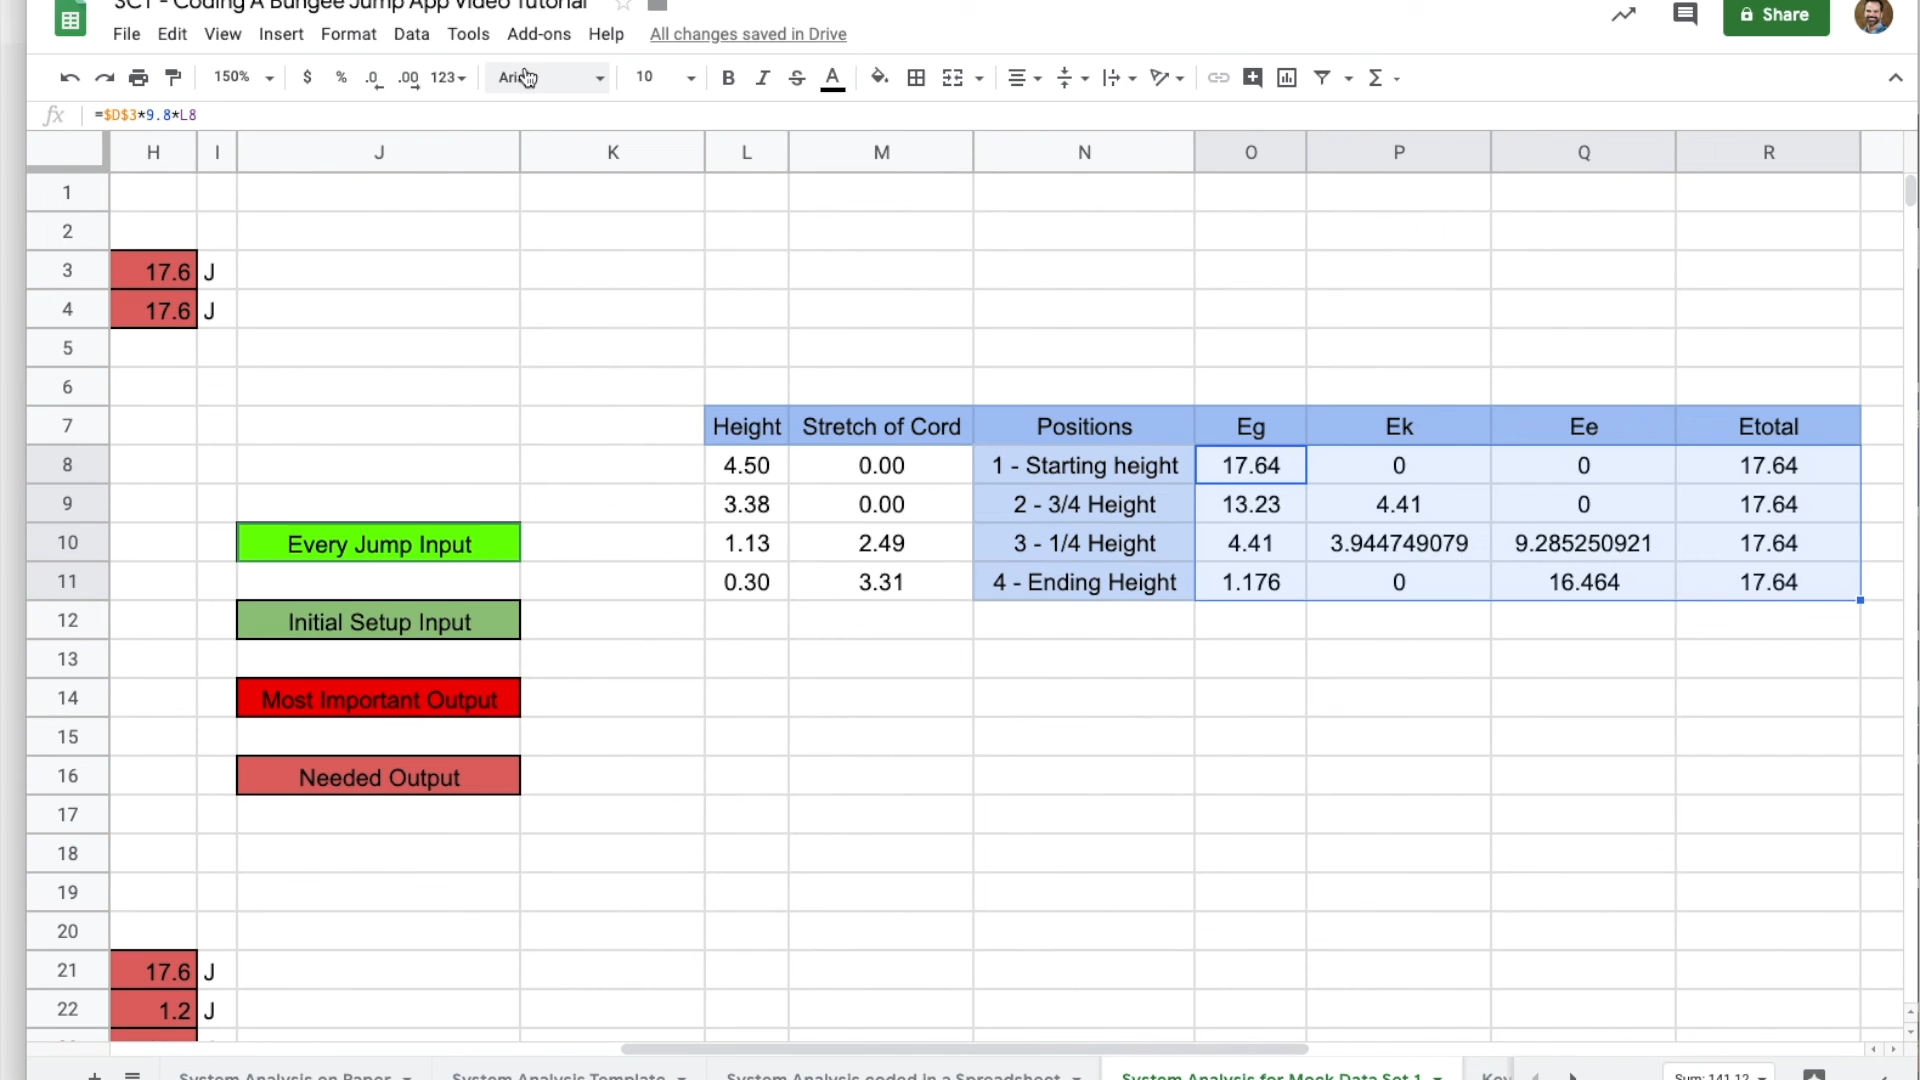 SCT - Coding A Bungee Jump App Video Tutorial
File Edit View Insert Format Data Tools Add-ons Help All changes saved in Drive
Share
150% $ % .0 .00 123 10 B I S A Σ
fx =$D$3*9.8*L8
H I J K L M N O P Q R
1
2
3 17.6 J
4 17.6 J
5
6
7 Height Stretch of Cord Positions Eg Ek Ee Etotal
8 4.50 0.00 1 - Starting height 17.64 0 0 17.64
9 3.38 0.00 2 - 3/4 Height 13.23 4.41 0 17.64
10 Every Jump Input 1.13 2.49 3 - 1/4 Height 4.41 3.944749079 9.285250921 17.64
11 0.30 3.31 4 - Ending Height 1.176 0 16.464 17.64
12 Initial Setup Input
13
14 Most Important Output
15
16 Needed Output
17
18
19
20
21 17.6 J
22 1.2 J
System Analysis on Paper System Analysis Template System Analysis coded in a Spreadsheet System Analysis for Mock Data Set 1 Key Sum: 141.12